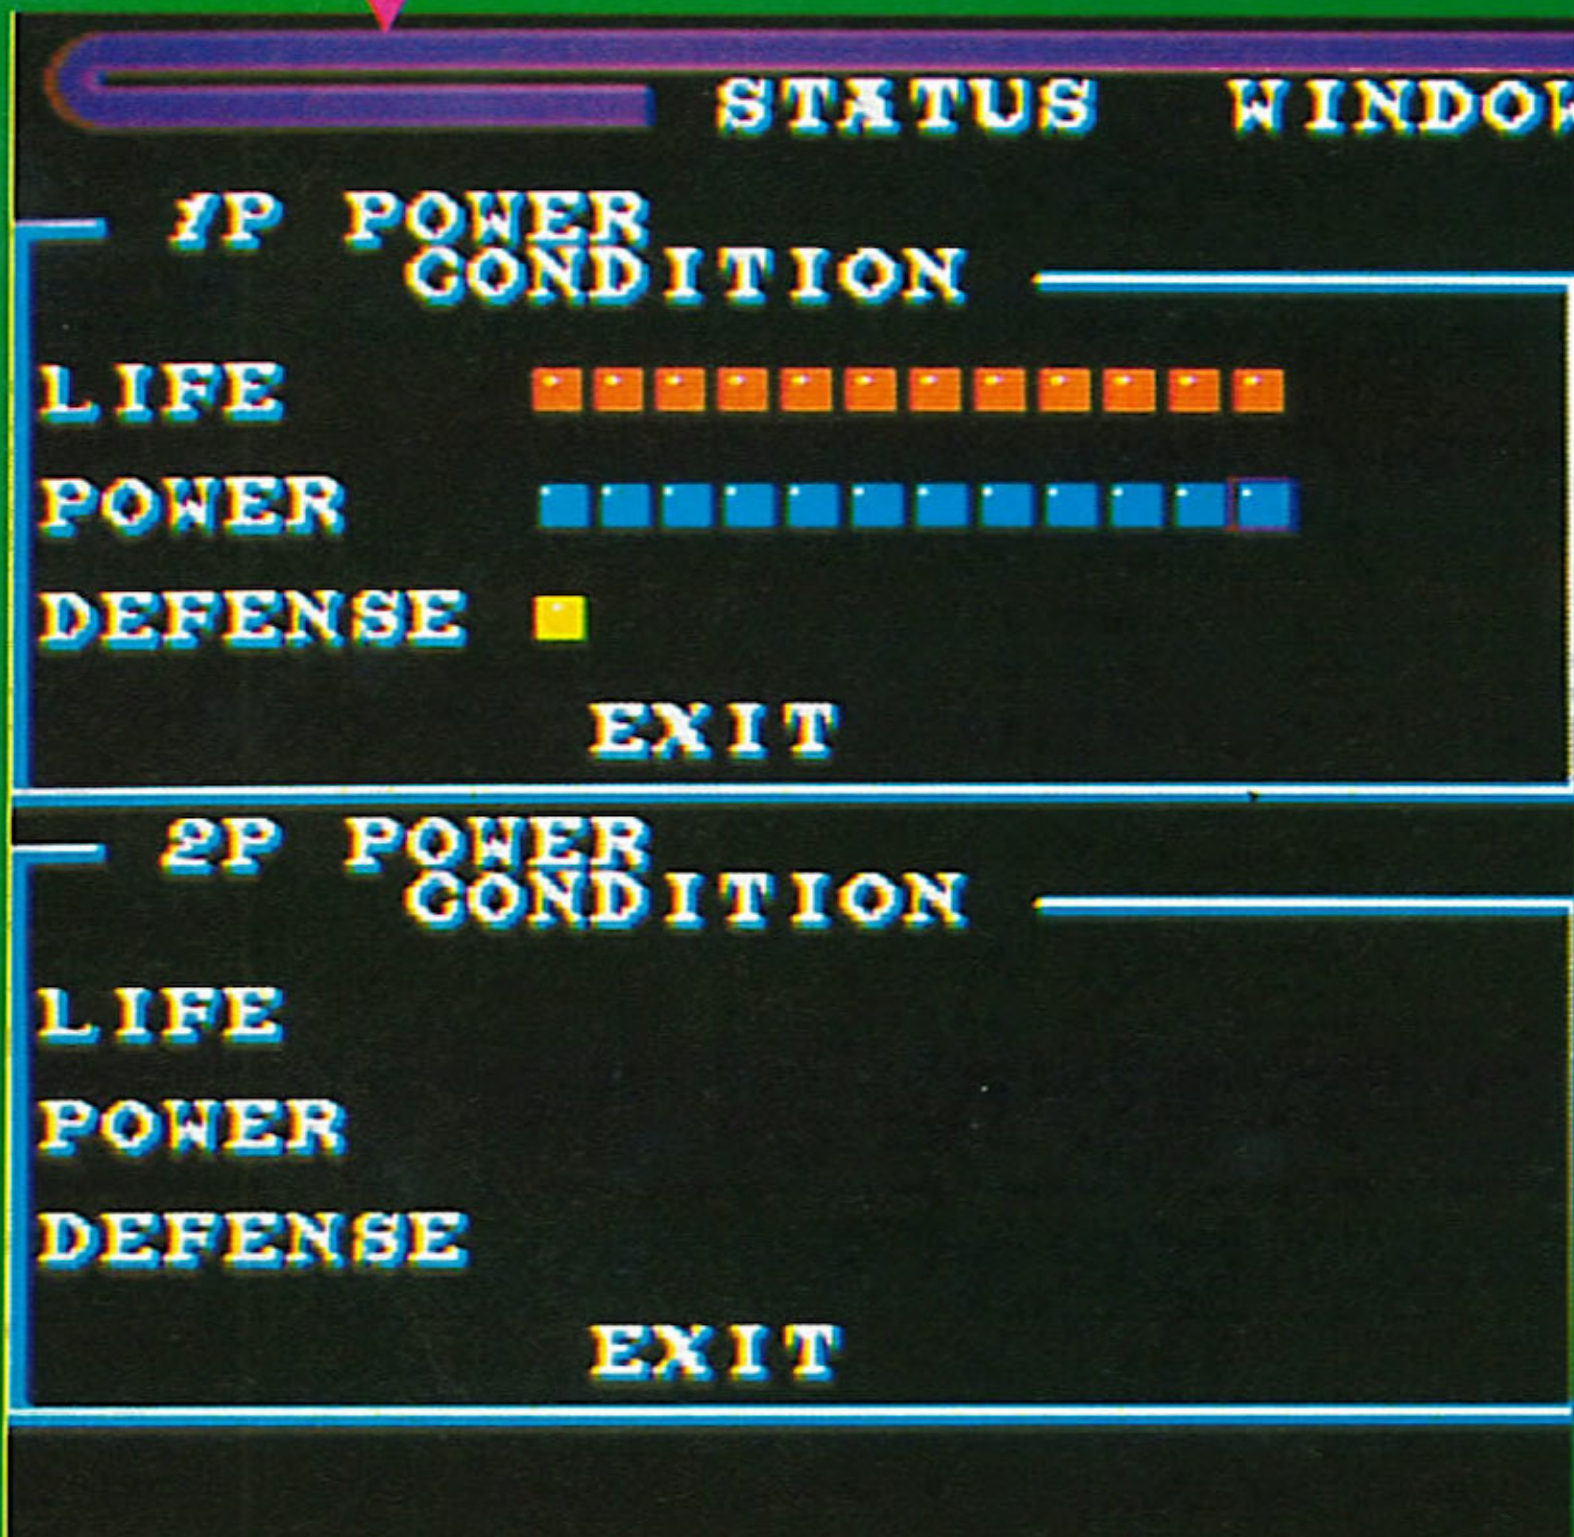 STATUS WINDOW
1P POWER
CONDITION
LIFE
POWER
DEFENSE
EXIT
2P POWER
CONDITION
LIFE
POWER
DEFENSE
EXIT